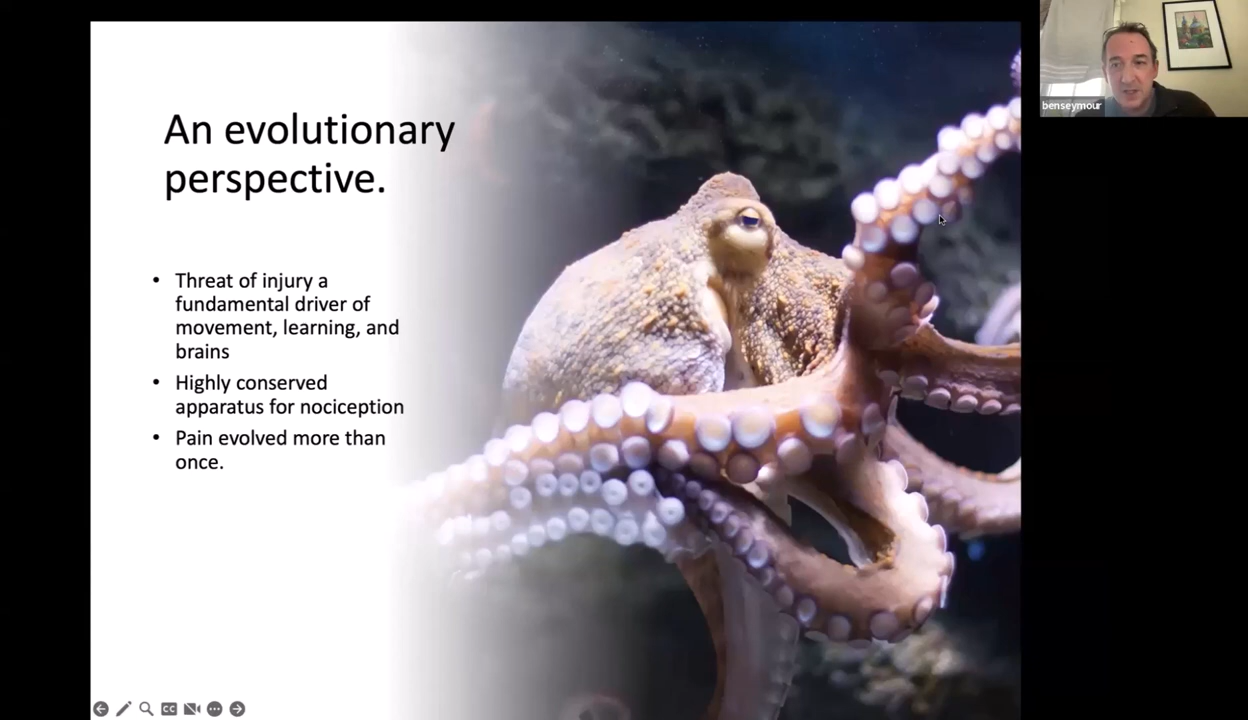 An evolutionary
perspective.
• Threat of injury a
fundamental driver of
movement, learning, and
brains
• Highly conserved
apparatus for nociception
• Pain evolved more than
once.
benseymour
CC